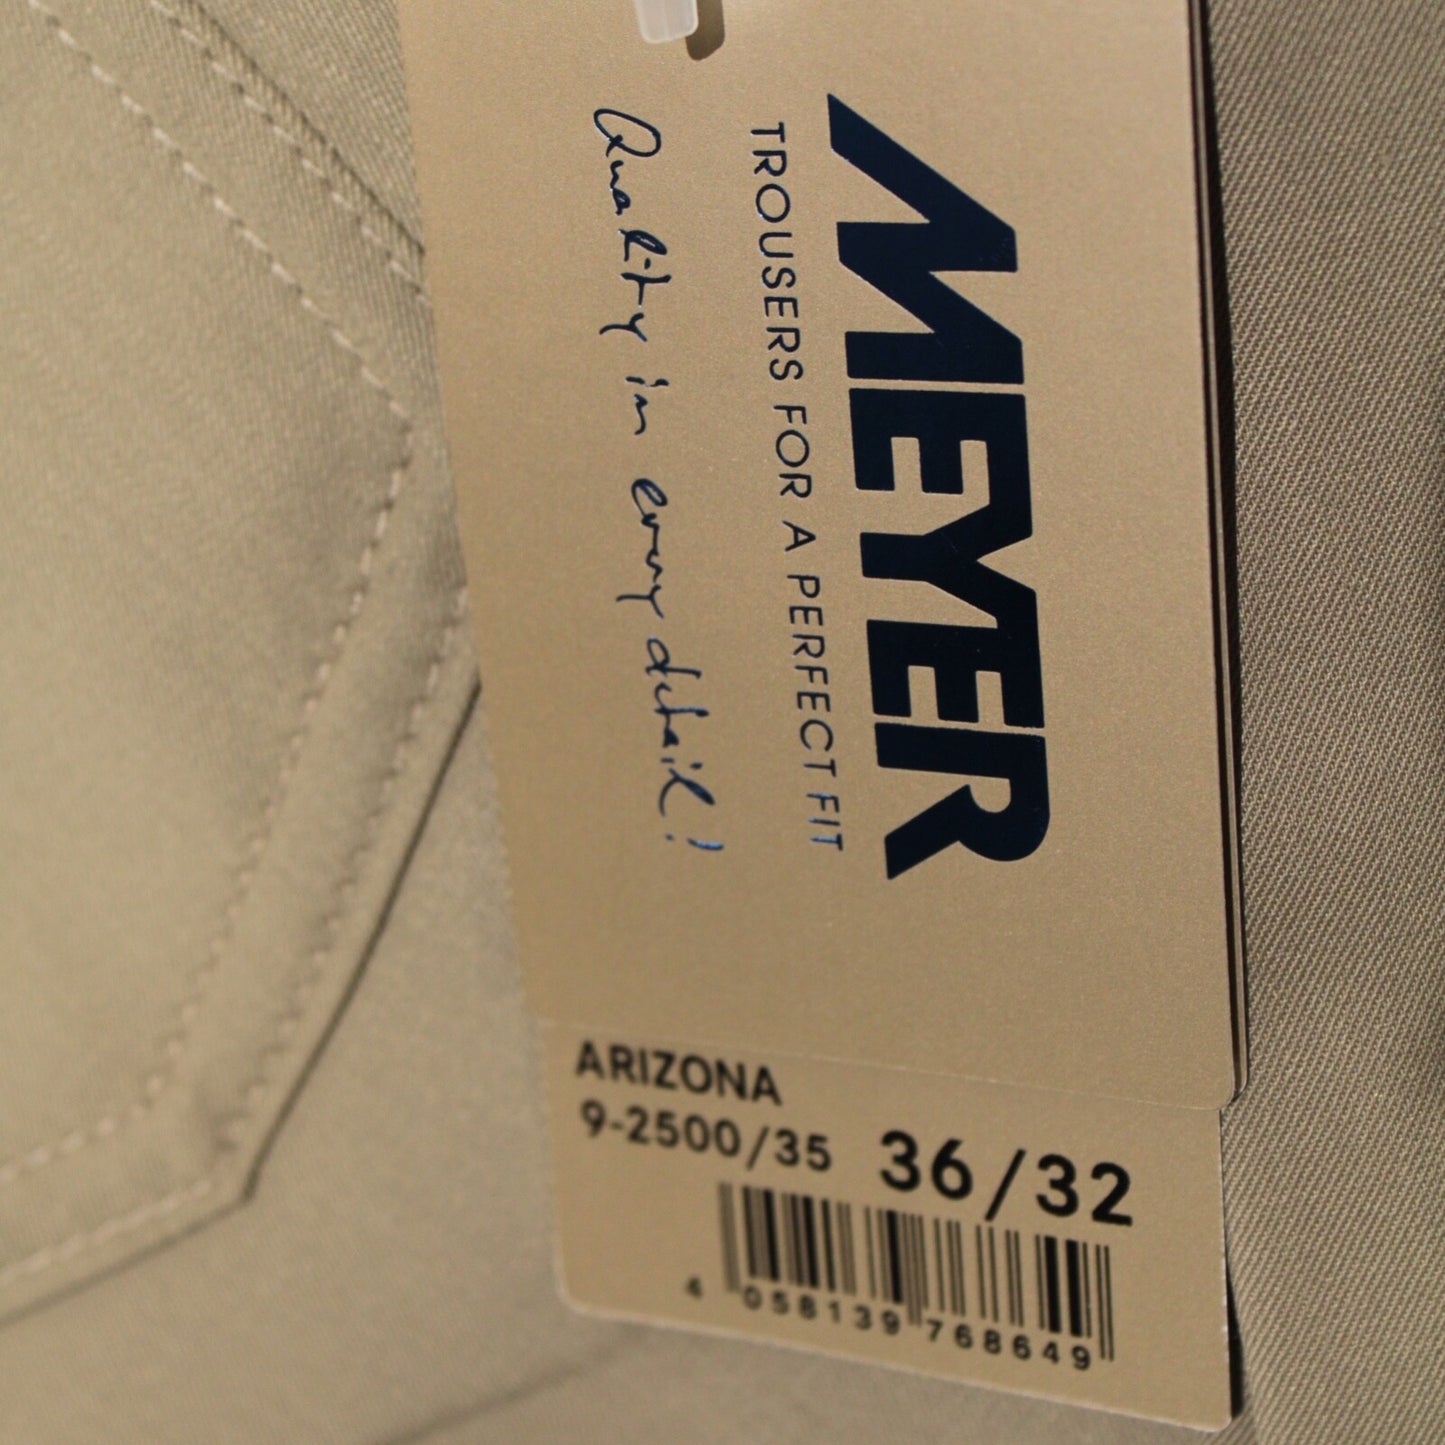 MEYER
TROUSERS FOR A PERFECT FIT
Quality in every detail!
ARIZONA
9-2500/35 36/32
4 058139 768649